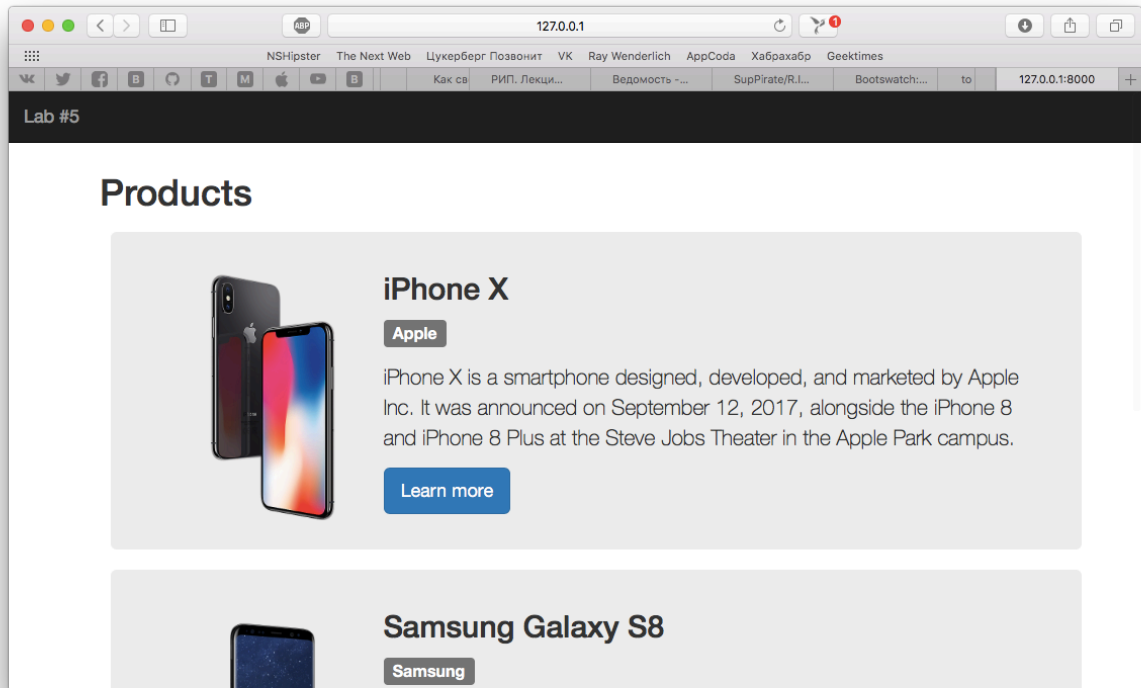 ABP
127.0.0.1
1
NSHipster The Next Web Цукерберг Позвонит VK Ray Wenderlich AppCoda Хабрахабр Geektimes
B T M B Как св РИП. Лекци... Ведомость -... SupPirate/R.I... Bootswatch:... to 127.0.0.1:8000
Lab #5
Products
iPhone X
Apple
iPhone X is a smartphone designed, developed, and marketed by Apple
Inc. It was announced on September 12, 2017, alongside the iPhone 8
and iPhone 8 Plus at the Steve Jobs Theater in the Apple Park campus.
Learn more
Samsung Galaxy S8
Samsung